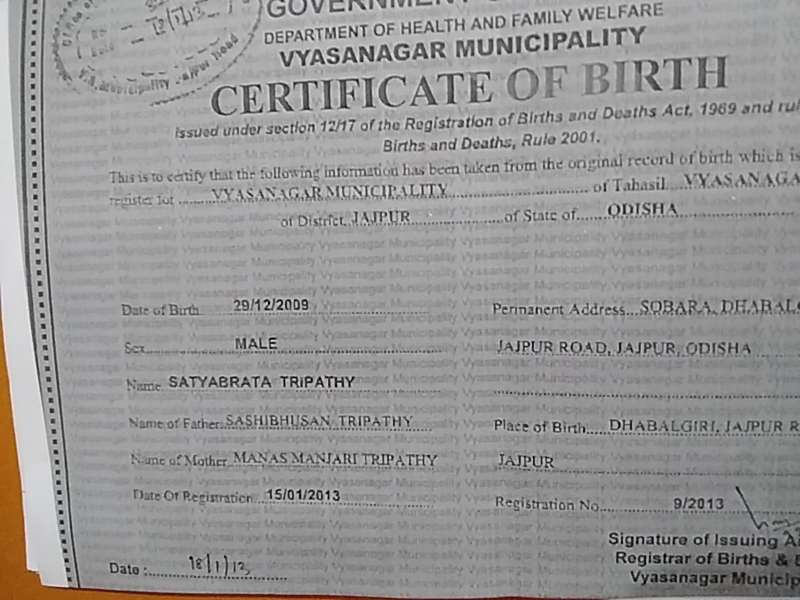 GOVERNMENT
DEPARTMENT OF HEALTH AND FAMILY WELFARE
VYASANAGAR MUNICIPALITY
CERTIFICATE OF BIRTH
issued under section 12/17 of the Registration of Births and Deaths Act, 1969 and rul
Births and Deaths, Rule 2001.
This is to certify that the following information has been taken from the original record of birth which is
register for ........VYASANAGAR MUNICIPALITY........ of Tahasil....VYASANAGA
of District. JAJPUR ........ of State of......ODISHA........
Date of Birth 29/12/2009
Permanent Address...SOBARA, DHABALG
Sex.... MALE
JAJPUR ROAD, JAJPUR, ODISHA
Name SATYABRATA TRIPATHY
Name of Father SASHIBHUSAN TRIPATHY
Place of Birth.....DHABALGIRI, JAJPUR R
Name of Mother MANAS MANJARI TRIPATHY
JAJPUR
Date Of Registration 15/01/2013
Registration No. 9/2013
Signature of Issuing A
Registrar of Births &
Date : 18/1/13
Vyasanagar Municip